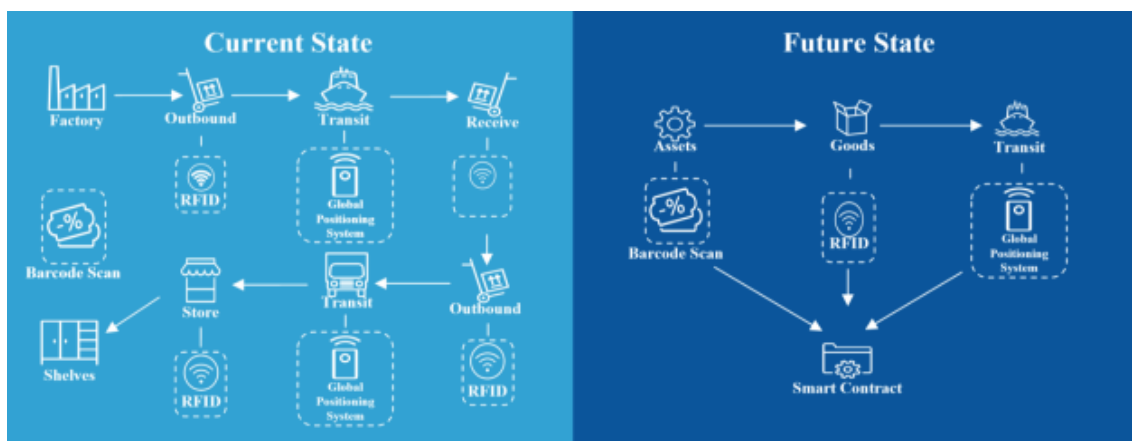 Current State
Factory
Outbound
Transit
Receive
RFID
Global
Positioning
System
-%
Barcode Scan
Store
Transit
Outbound
Shelves
RFID
Global
Positioning
System
RFID
Future State
Assets
Goods
Transit
-%
Barcode Scan
RFID
Global
Positioning
System
Smart Contract